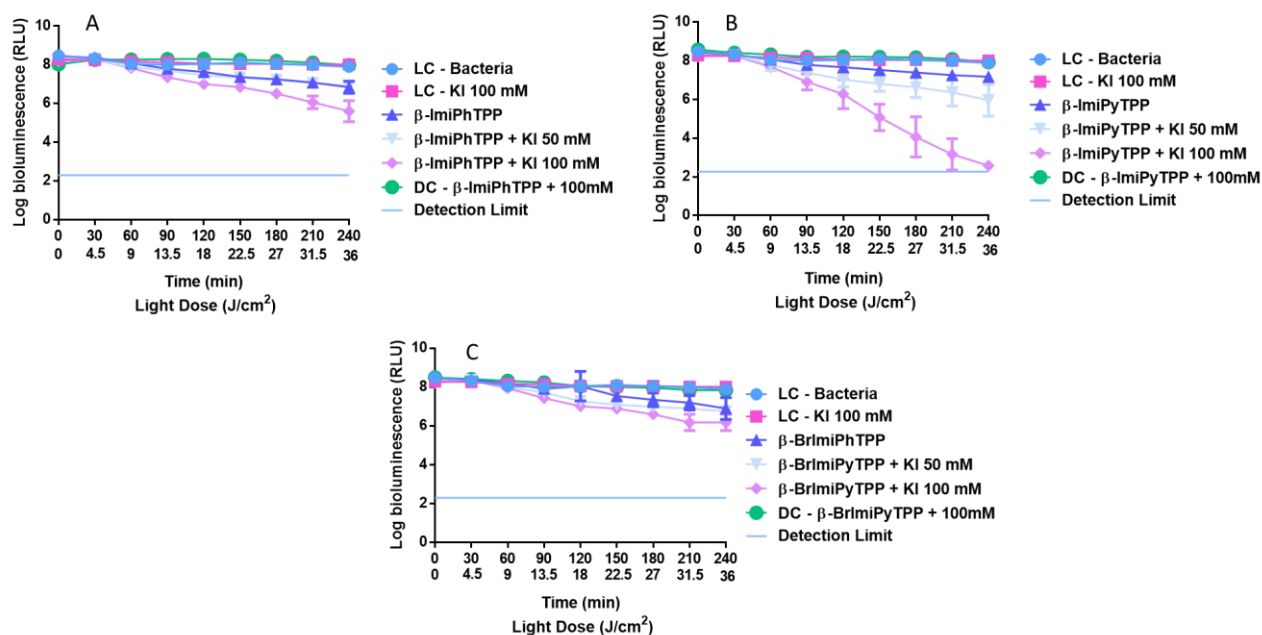 A
Log bioluminescence (RLU)
10
8
6
4
2
0
0 30 60 90 120 150 180 210 240
0 4.5 9 13.5 18 22.5 27 31.5 36
Time (min)
Light Dose (J/cm²)
LC - Bacteria
LC - KI 100 mM
β-ImiPhTPP
β-ImiPhTPP + KI 50 mM
β-ImiPhTPP + KI 100 mM
DC - β-ImiPhTPP + 100mM
Detection Limit
B
Log bioluminescence (RLU)
10
8
6
4
2
0
0 30 60 90 120 150 180 210 240
0 4.5 9 13.5 18 22.5 27 31.5 36
Time (min)
Light Dose (J/cm²)
LC - Bacteria
LC - KI 100 mM
β-ImiPyTPP
β-ImiPyTPP + KI 50 mM
β-ImiPyTPP + KI 100 mM
DC - β-ImiPyTPP + 100mM
Detection Limit
C
Log bioluminescence (RLU)
10
8
6
4
2
0
0 30 60 90 120 150 180 210 240
0 4.5 9 13.5 18 22.5 27 31.5 36
Time (min)
Light Dose (J/cm²)
LC - Bacteria
LC - KI 100 mM
β-BrImiPhTPP
β-BrImiPyTPP + KI 50 mM
β-BrImiPyTPP + KI 100 mM
DC - β-BrImiPyTPP + 100mM
Detection Limit